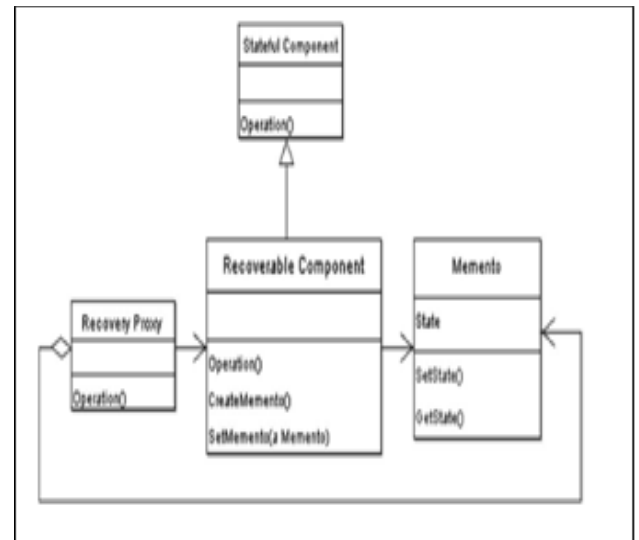 Stateful Component
Operation()
Recoverable Component
Operation()
CreateMemento()
SetMemento(a Memento)
Memento
State
SetState()
GetState()
Recovery Proxy
Operation()